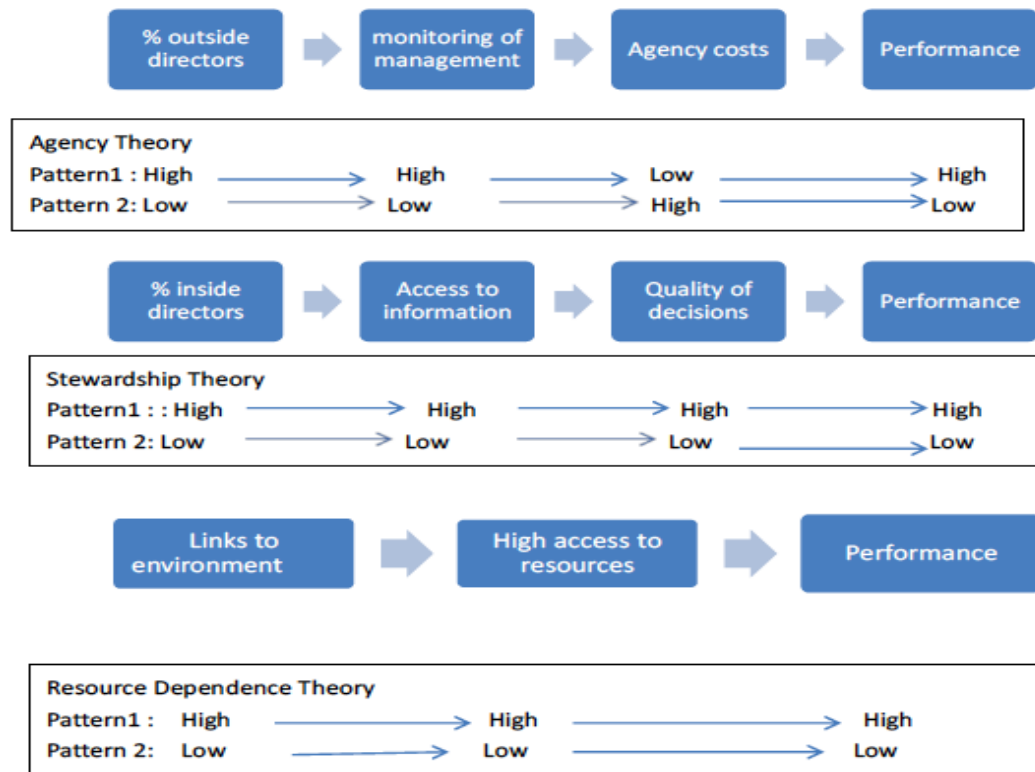 % outside
directors
monitoring of
management
Agency costs
Performance
Agency Theory
Pattern1 : High High Low High
Pattern 2: Low Low High Low
% inside
directors
Access to
information
Quality of
decisions
Performance
Stewardship Theory
Pattern1 : : High High High High
Pattern 2: Low Low Low Low
Links to
environment
High access to
resources
Performance
Resource Dependence Theory
Pattern1 : High High High
Pattern 2: Low Low Low